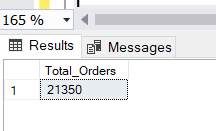 165 %
Results Messages
Total_Orders
1 21350